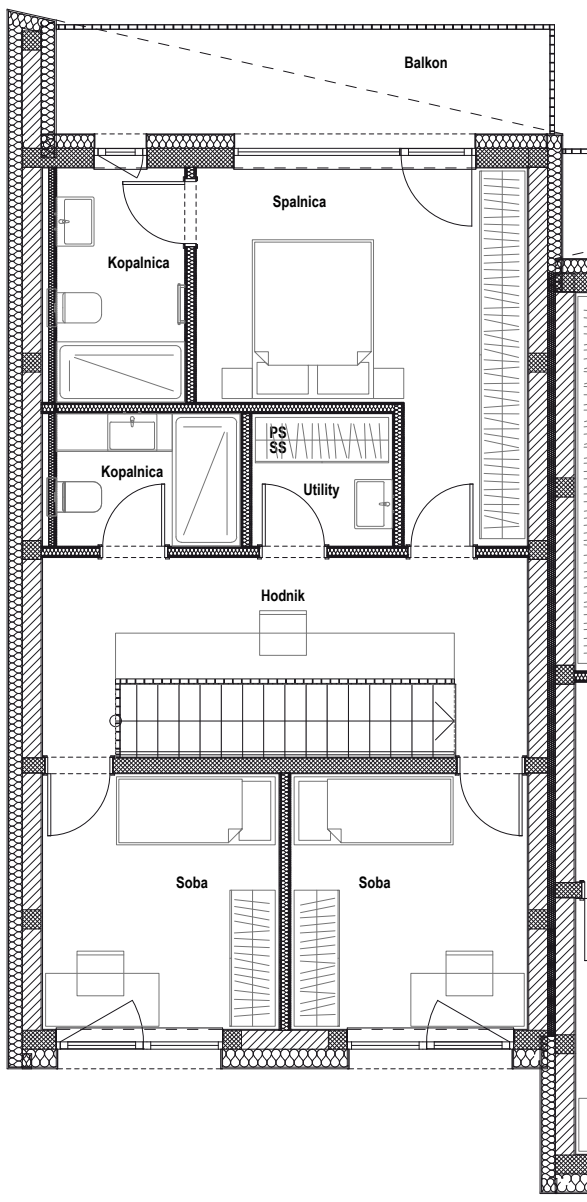 Balkon
Spalnica
Kopalnica
PS
SS
Kopalnica
Utility
Hodnik
Soba
Soba